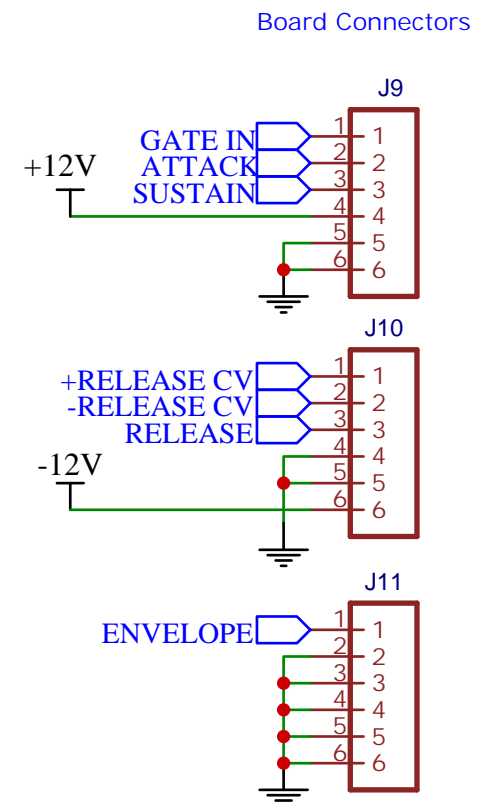 Board Connectors
J9
GATE IN 1 1
ATTACK 2 2
+12V
SUSTAIN 3 3
4 4
5 5
6 6
J10
+RELEASE CV 1 1
-RELEASE CV 2 2
RELEASE 3 3
4 4
-12V
5 5
6 6
J11
ENVELOPE 1 1
2 2
3 3
4 4
5 5
6 6